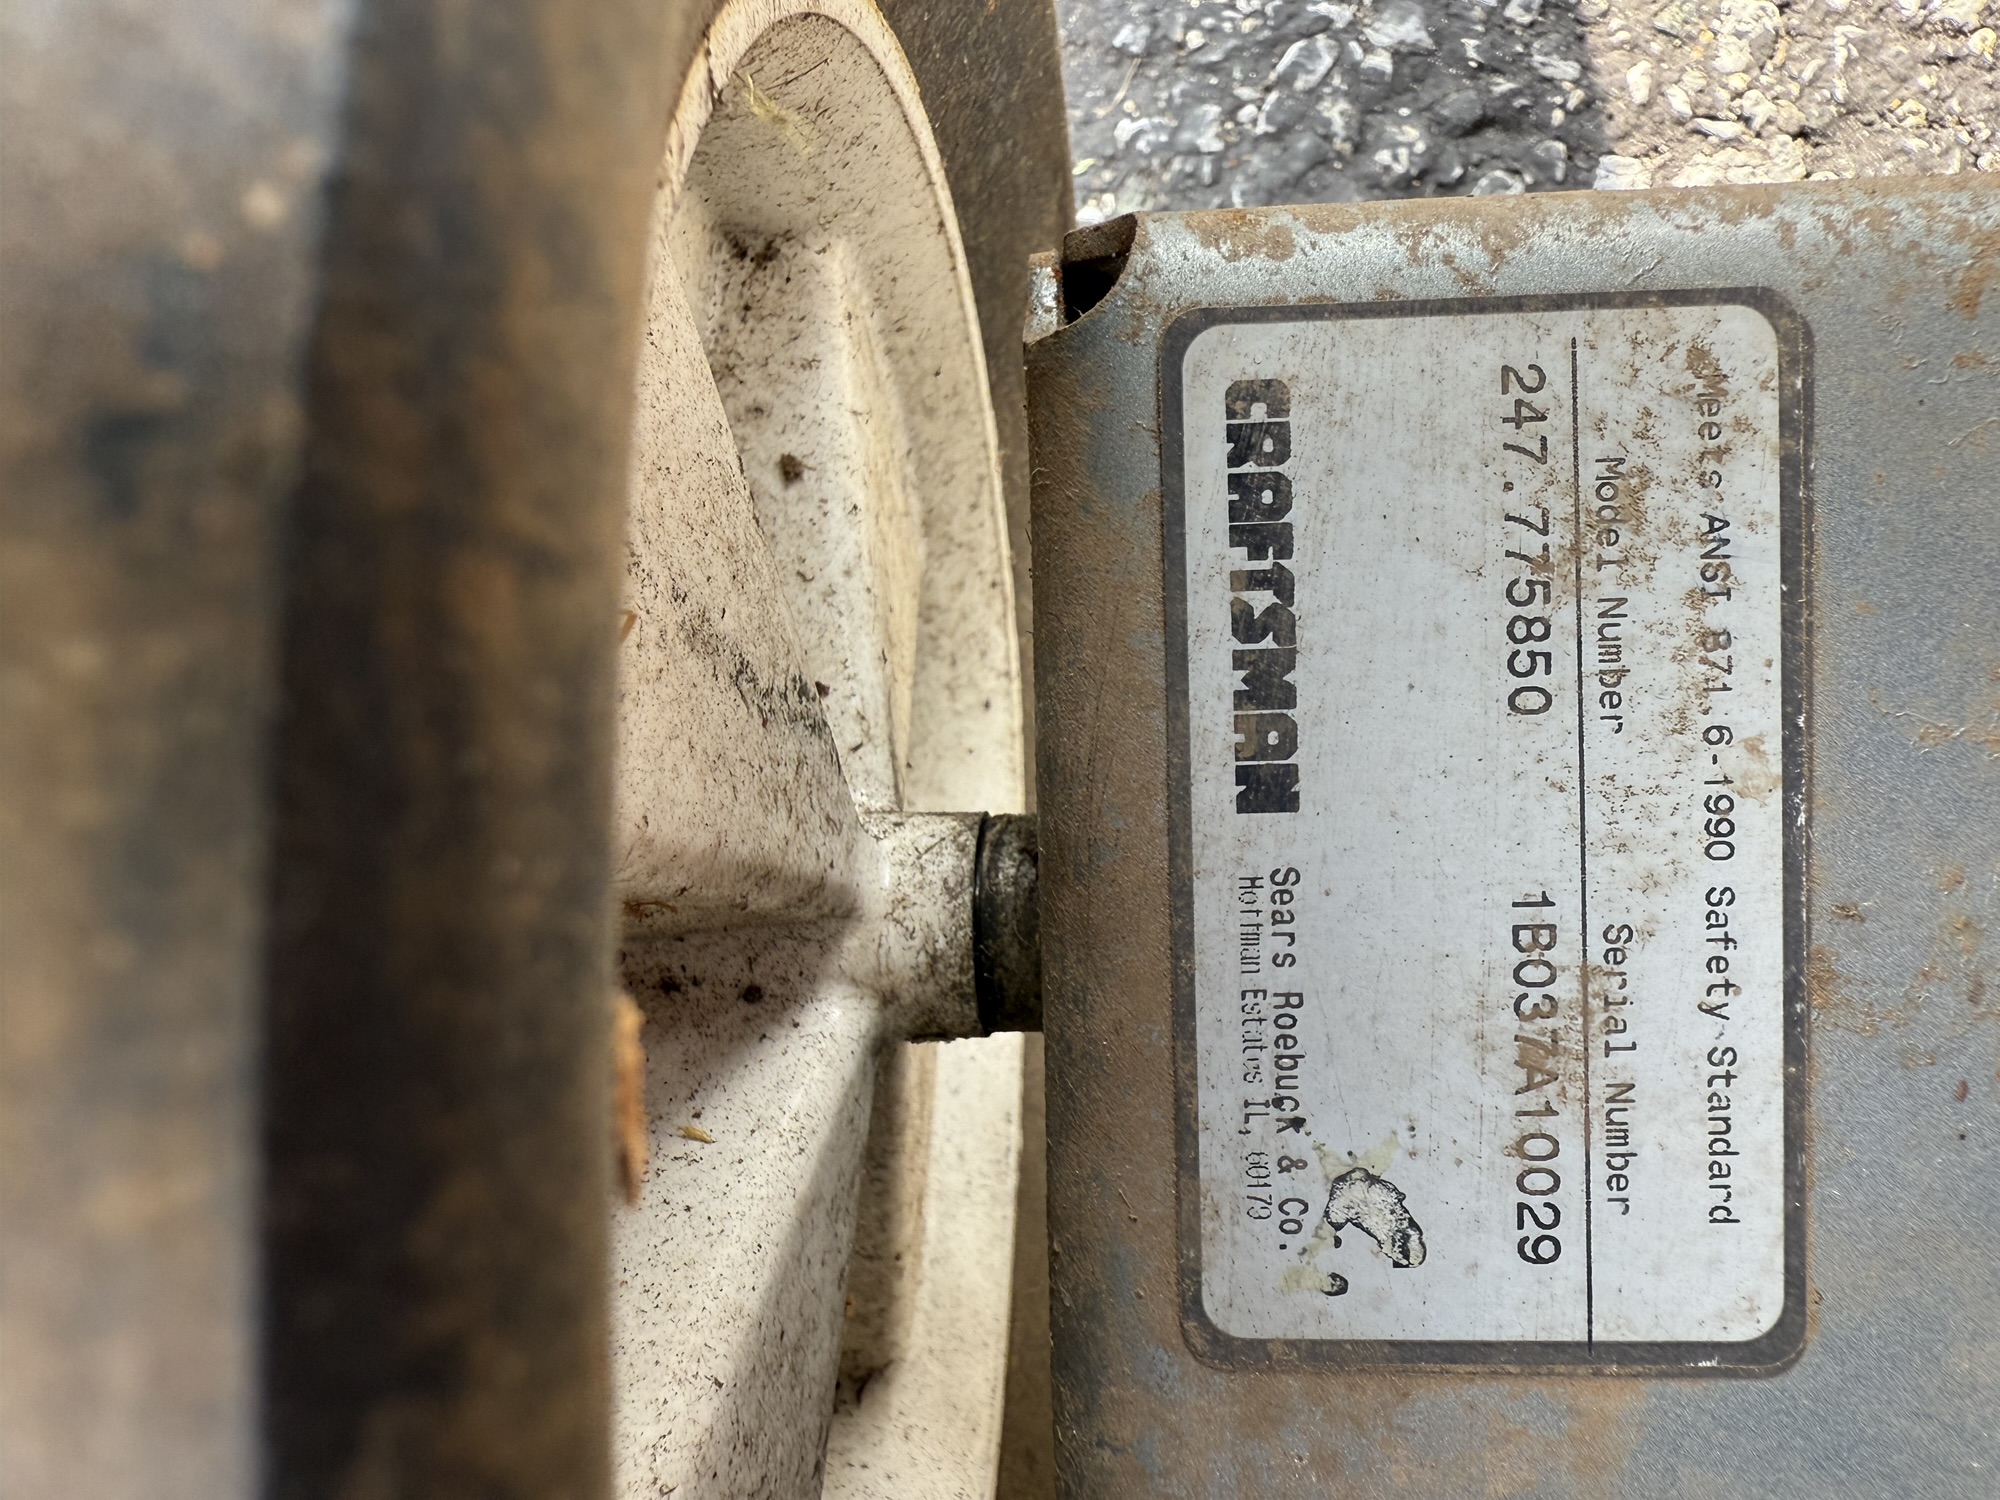 Meets ANSI B71.6-1990 Safety Standard
Model Number Serial Number
247.775850 1B037A10029
CRAFTSMAN Sears Roebuck & Co.
Hoffman Estates IL, 60179